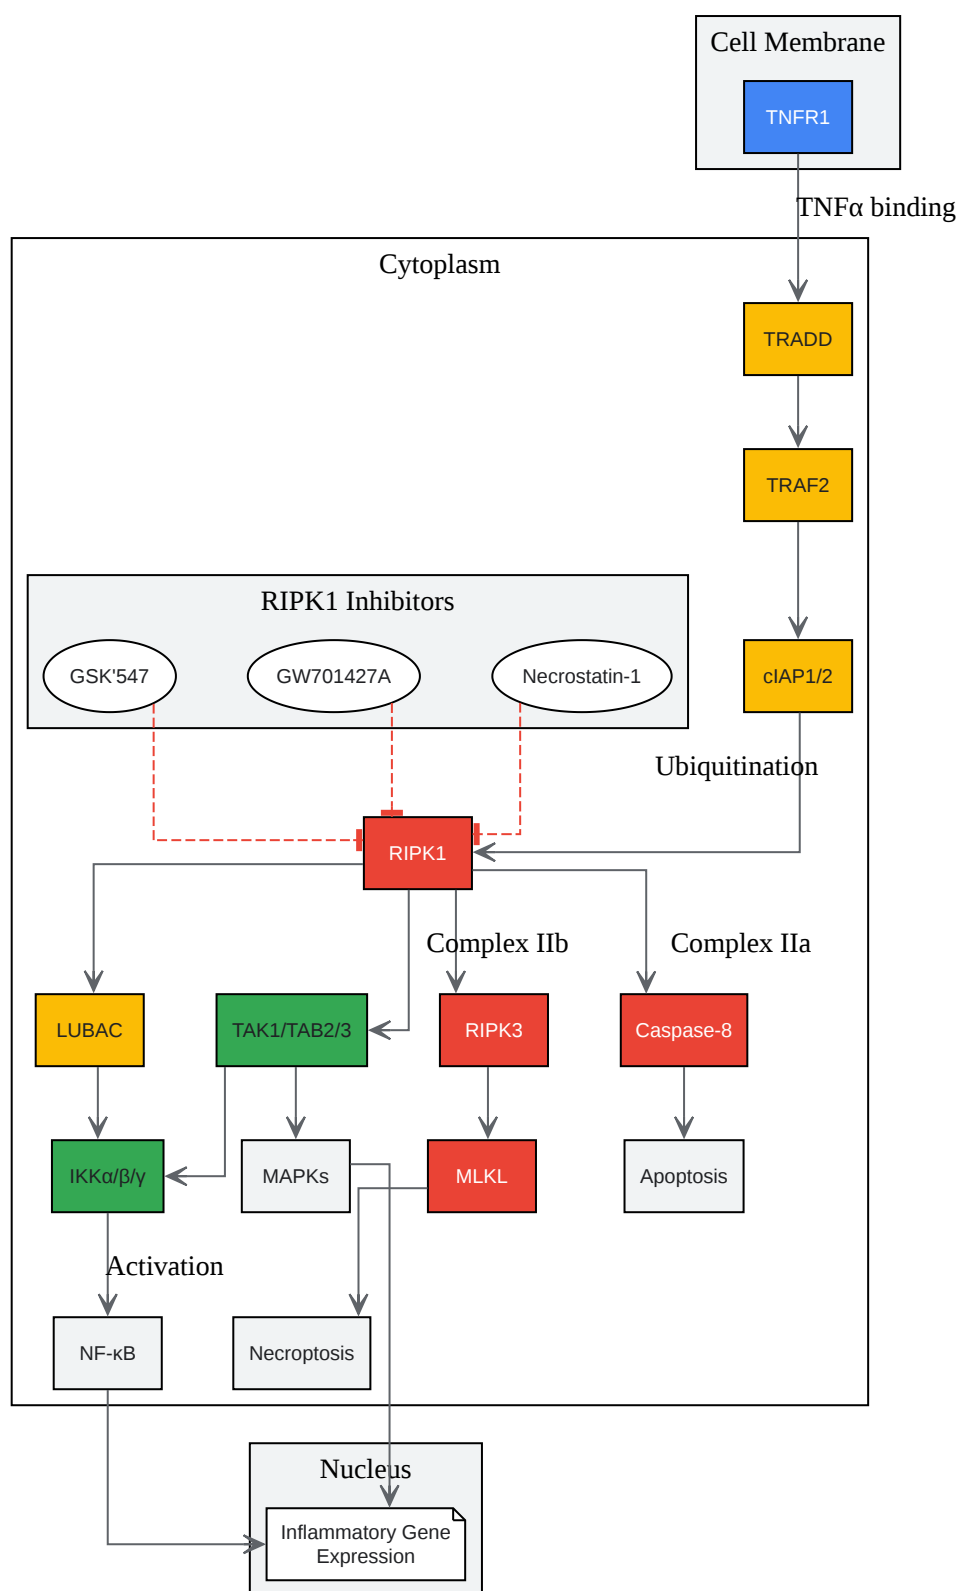 Cell Membrane
TNFR1
TNFα binding
Cytoplasm
TRADD
TRAF2
RIPK1 Inhibitors
GSK'547
GW701427A
Necrostatin-1
cIAP1/2
Ubiquitination
RIPK1
Complex IIb
Complex IIa
LUBAC
TAK1/TAB2/3
RIPK3
Caspase-8
IKKα/β/γ
MAPKs
MLKL
Apoptosis
Activation
NF-κB
Necroptosis
Nucleus
Inflammatory Gene
Expression